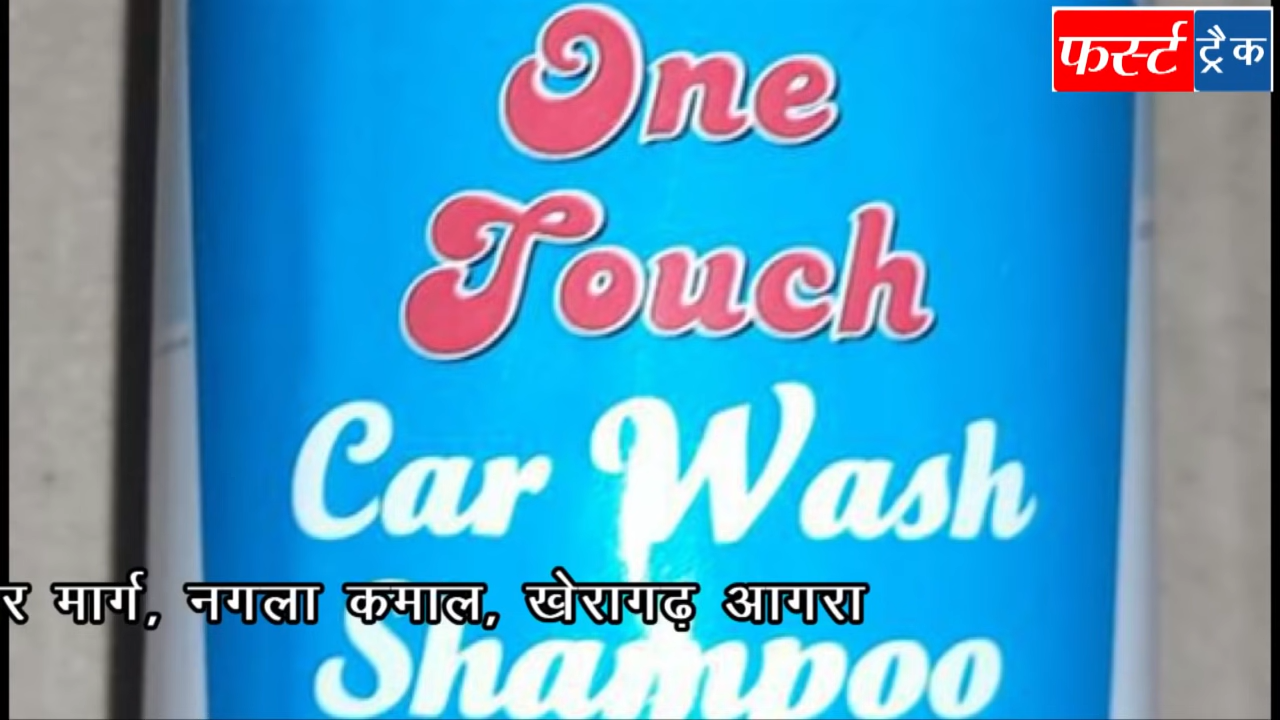 फर्स्ट ट्रैक
One
Touch
Car Wash
र मार्ग, नगला कमाल, खेरागढ़ आगरा
Shampoo